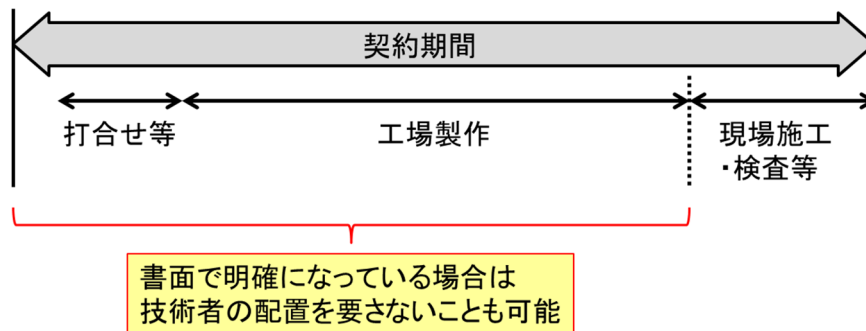 契約期間
打合せ等
工場製作
現場施工
・検査等
書面で明確になっている場合は
技術者の配置を要さないことも可能